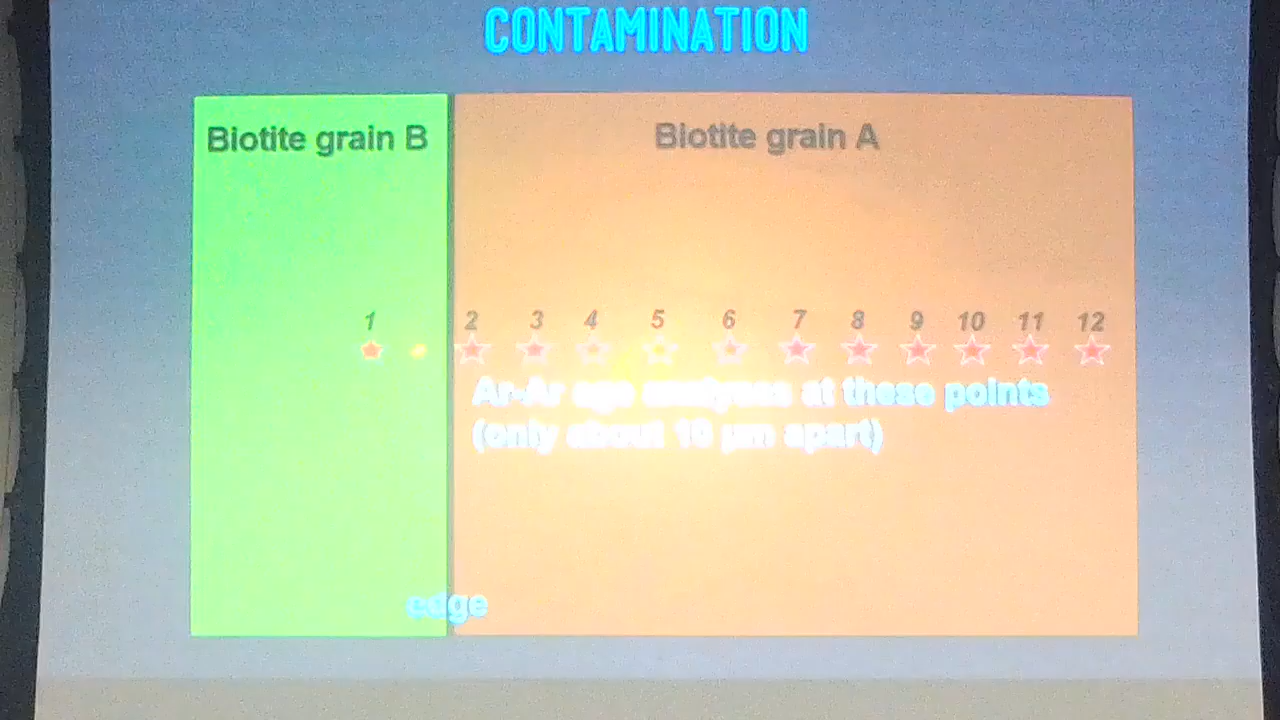 CONTAMINATION
Biotite grain B
Biotite grain A
1 2 3 4 5 6 7 8 9 10 11 12
Ar-Ar age analyses at these points
(only about 10 µm apart)
edge